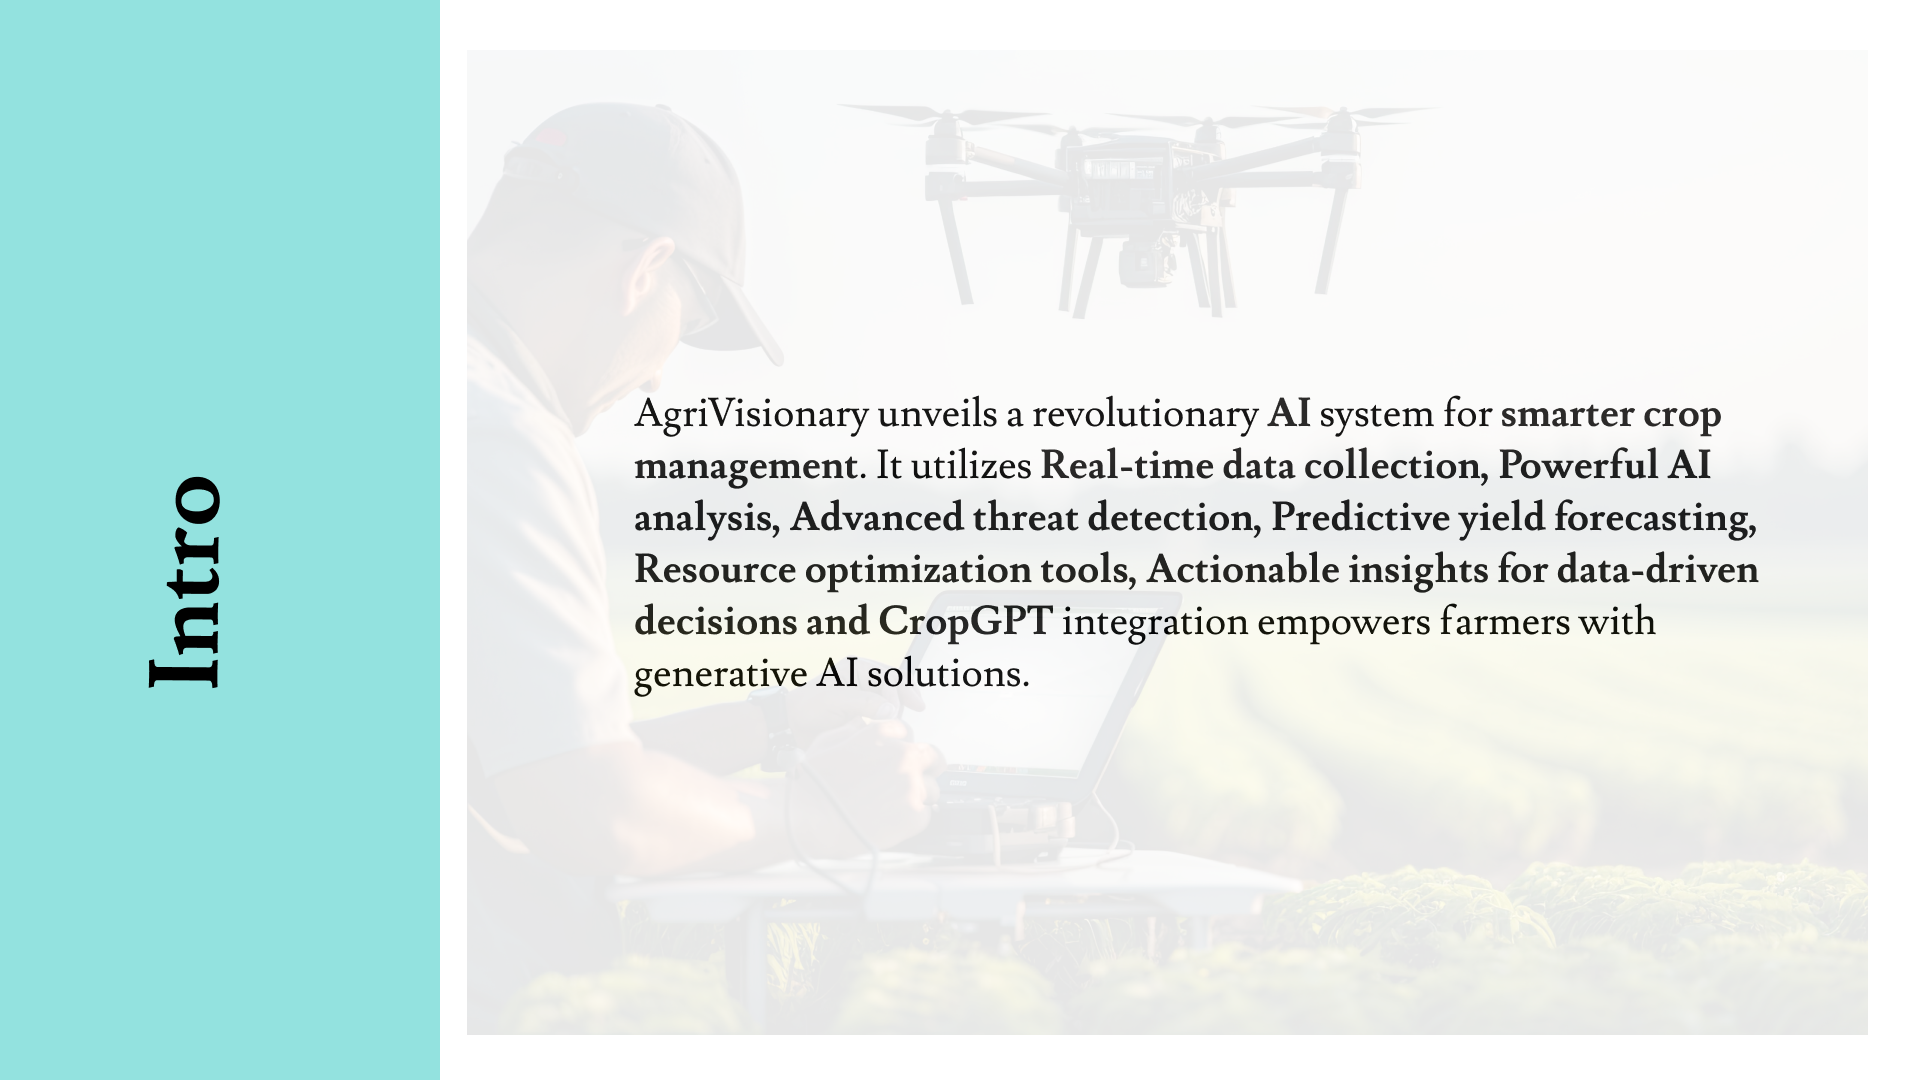 Intro
AgriVisionary unveils a revolutionary AI system for smarter crop
management. It utilizes Real-time data collection, Powerful AI
analysis, Advanced threat detection, Predictive yield forecasting,
Resource optimization tools, Actionable insights for data-driven
decisions and CropGPT integration empowers farmers with
generative AI solutions.